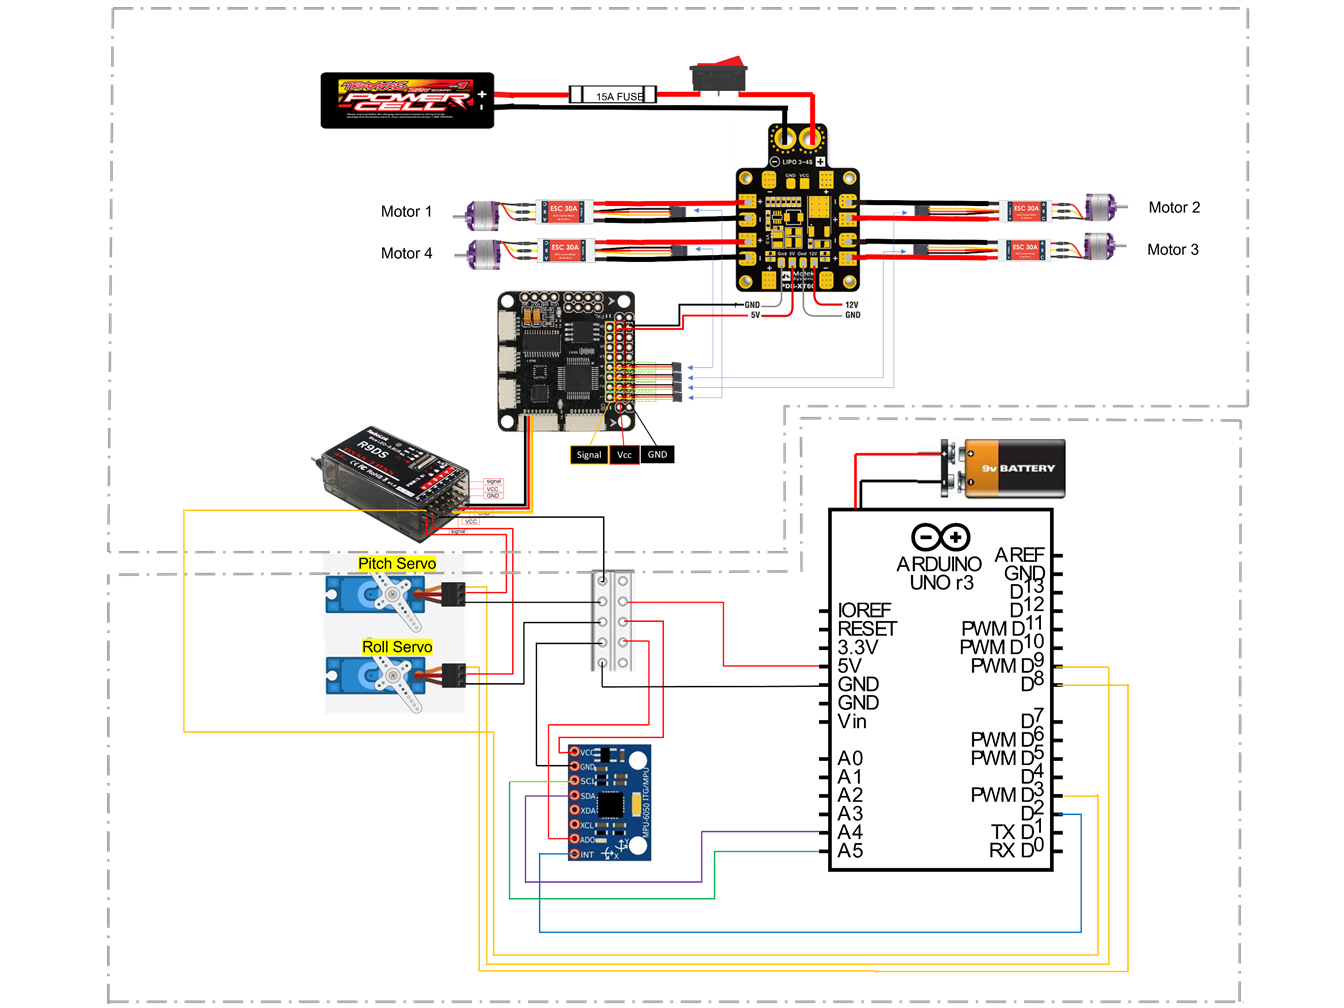 TRAXXAS
POWER
CELL
+
-
15A FUSE
LIPO 3~4S
GND VCC
Motor 1
ESC 30A
ESC 30A
Motor 2
Motor 4
ESC 30A
ESC 30A
Motor 3
Gnd 5V Gnd 12V
Matek
GND
5V
12V
GND
Signal
Vcc
GND
RadioLink
R9DS
signal
VCC
GND
VCC
signal
Pitch Servo
Roll Servo
9v BATTERY
ARDUINO
UNO r3
AREF
GND
D13
D12
PWM D11
PWM D10
PWM D9
D8
D7
PWM D6
PWM D5
D4
PWM D3
D2
TX D1
RX D0
IOREF
RESET
3.3V
5V
GND
GND
Vin
A0
A1
A2
A3
A4
A5
VCC
GND
SCL
SDA
XDA
XCL
ADO
INT
MPU-6050 ITG/MPU
Y
X